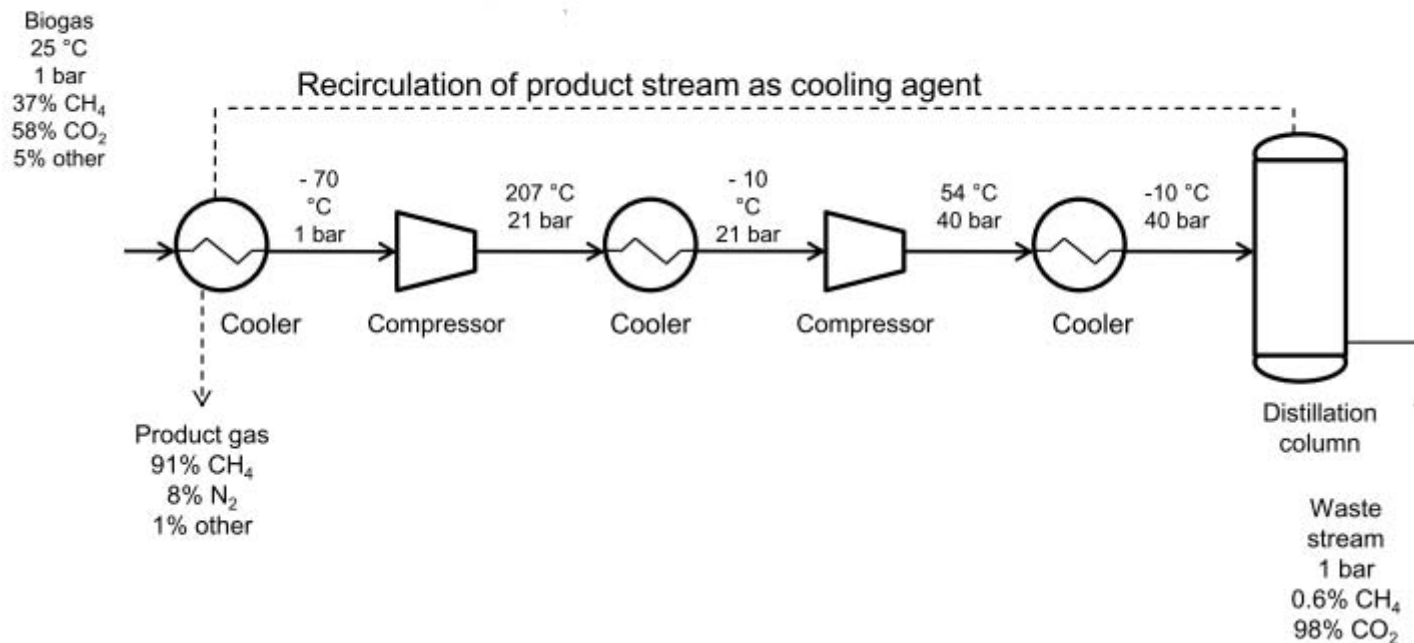 Biogas
25 °C
1 bar
37% CH₄
58% CO₂
5% other
Recirculation of product stream as cooling agent
- 70
°C
1 bar
207 °C
21 bar
- 10
°C
21 bar
54 °C
40 bar
-10 °C
40 bar
Cooler
Compressor
Cooler
Compressor
Cooler
Distillation
column
Product gas
91% CH₄
8% N₂
1% other
Waste
stream
1 bar
0.6% CH₄
98% CO₂